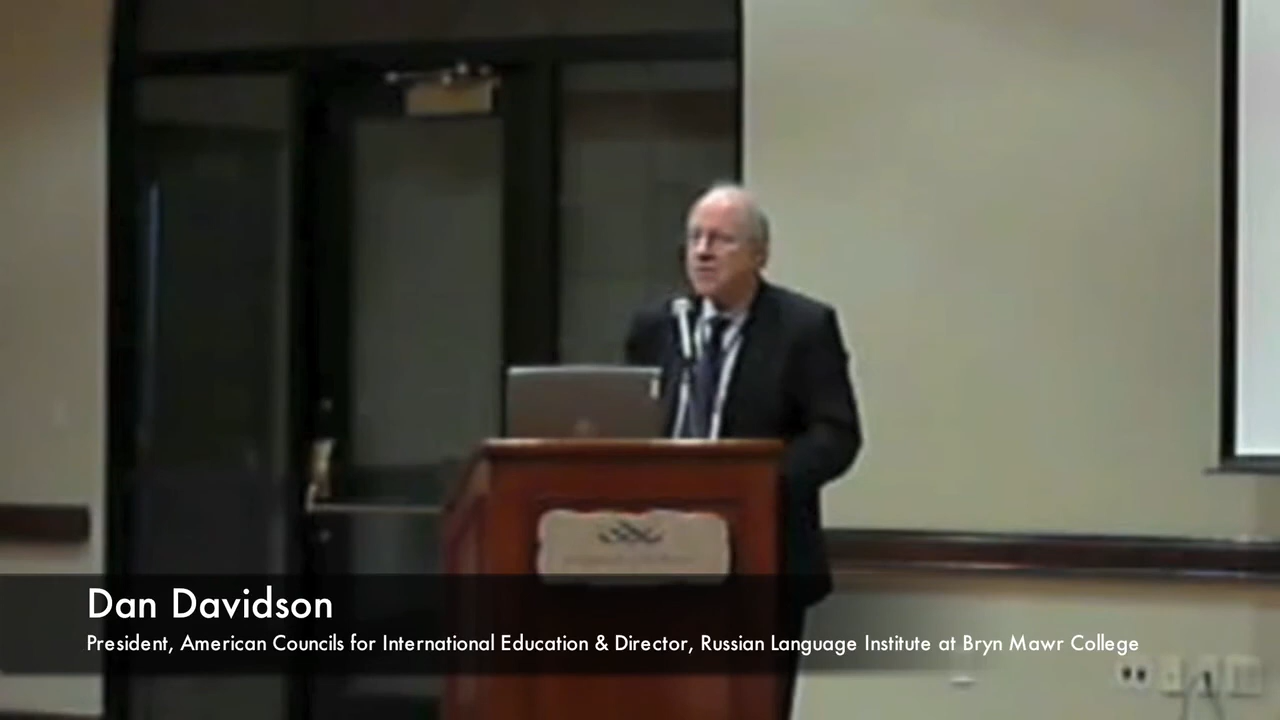 Dan Davidson
President, American Councils for International Education & Director, Russian Language Institute at Bryn Mawr College